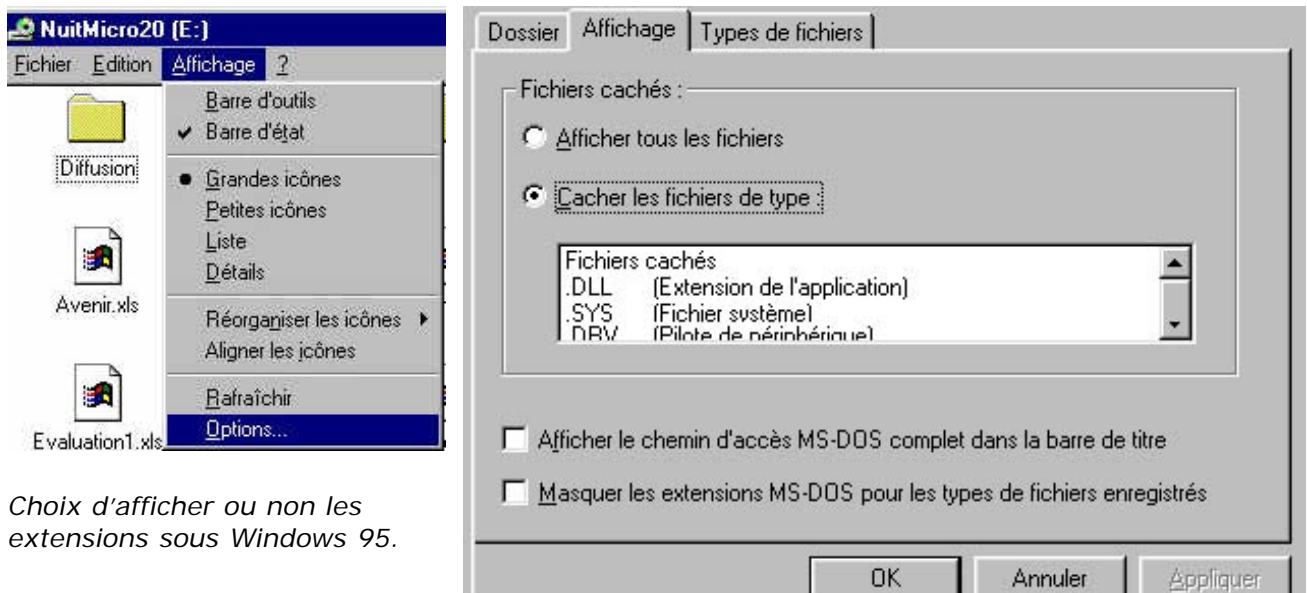 NuitMicro20 (E:)
Fichier Edition Affichage ?
Barre d'outils
Barre d'état
Grandes icônes
Petites icônes
Liste
Détails
Réorganiser les icônes
Aligner les icônes
Rafraîchir
Options...
Diffusion
Avenir.xls
Evaluation1.xls
Choix d'afficher ou non les
extensions sous Windows 95.
Dossier Affichage Types de fichiers
Fichiers cachés :
Afficher tous les fichiers
Cacher les fichiers de type :
Fichiers cachés
.DLL (Extension de l'application)
.SYS (Fichier système)
.DRV (Pilote de périphérique)
Afficher le chemin d'accès MS-DOS complet dans la barre de titre
Masquer les extensions MS-DOS pour les types de fichiers enregistrés
OK Annuler Appliquer